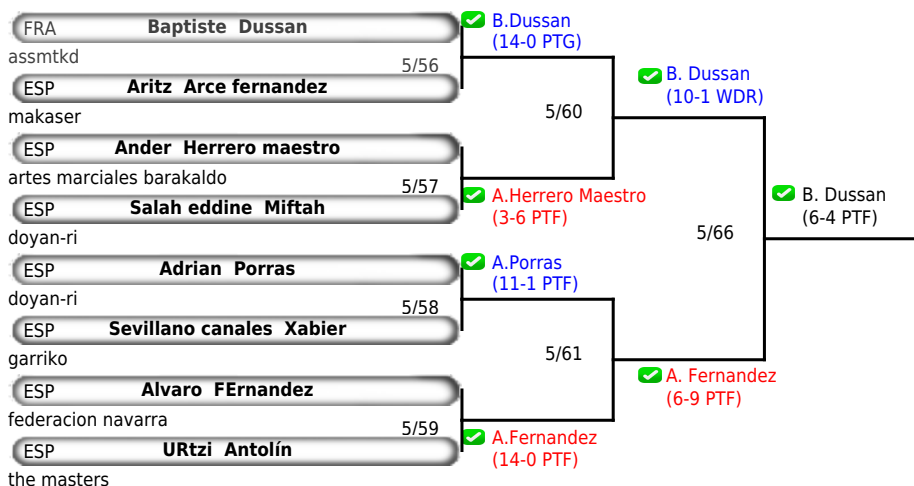 FRA Baptiste Dussan
assmtkd
5/56
ESP Aritz Arce fernandez
makaser
ESP Ander Herrero maestro
artes marciales barakaldo
5/57
ESP Salah eddine Miftah
doyan-ri
ESP Adrian Porras
doyan-ri
5/58
ESP Sevillano canales Xabier
garriko
ESP Alvaro FErnandez
federacion navarra
5/59
ESP URtzi Antolín
the masters
B.Dussan
(14-0 PTG)
5/60
A.Herrero Maestro
(3-6 PTF)
A.Porras
(11-1 PTF)
5/61
A.Fernandez
(14-0 PTF)
B. Dussan
(10-1 WDR)
5/66
A. Fernandez
(6-9 PTF)
B. Dussan
(6-4 PTF)